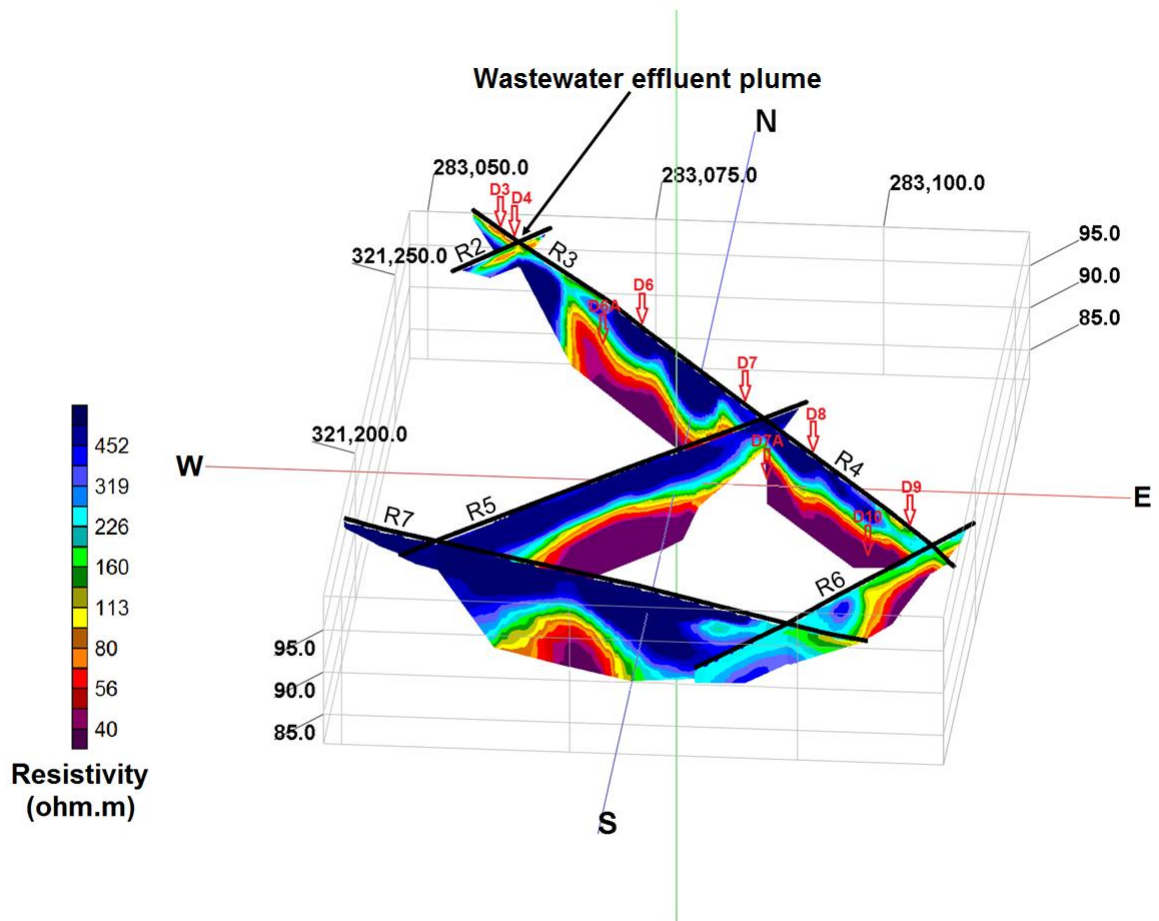 Wastewater effluent plume
N
283,050.0
283,075.0
283,100.0
D3
D4
R2
R3
321,250.0
95.0
90.0
85.0
D6
D6A
D7
D8
D7A
R4
D9
D10
321,200.0
W
E
R5
R7
R6
452
319
226
160
113
80
56
40
Resistivity
(ohm.m)
95.0
90.0
85.0
S